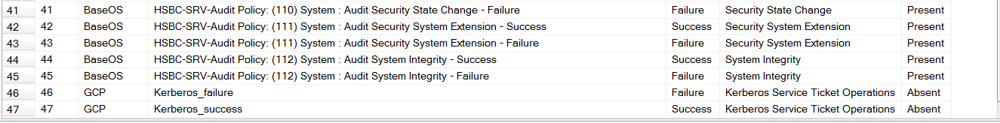 41 41 BaseOS HSBC-SRV-Audit Policy: (110) System : Audit Security State Change - Failure Failure Security State Change Present
42 42 BaseOS HSBC-SRV-Audit Policy: (111) System : Audit Security System Extension - Success Success Security System Extension Present
43 43 BaseOS HSBC-SRV-Audit Policy: (111) System : Audit Security System Extension - Failure Failure Security System Extension Present
44 44 BaseOS HSBC-SRV-Audit Policy: (112) System : Audit System Integrity - Success Success System Integrity Present
45 45 BaseOS HSBC-SRV-Audit Policy: (112) System : Audit System Integrity - Failure Failure System Integrity Present
46 46 GCP Kerberos_failure Failure Kerberos Service Ticket Operations Absent
47 47 GCP Kerberos_success Success Kerberos Service Ticket Operations Absent